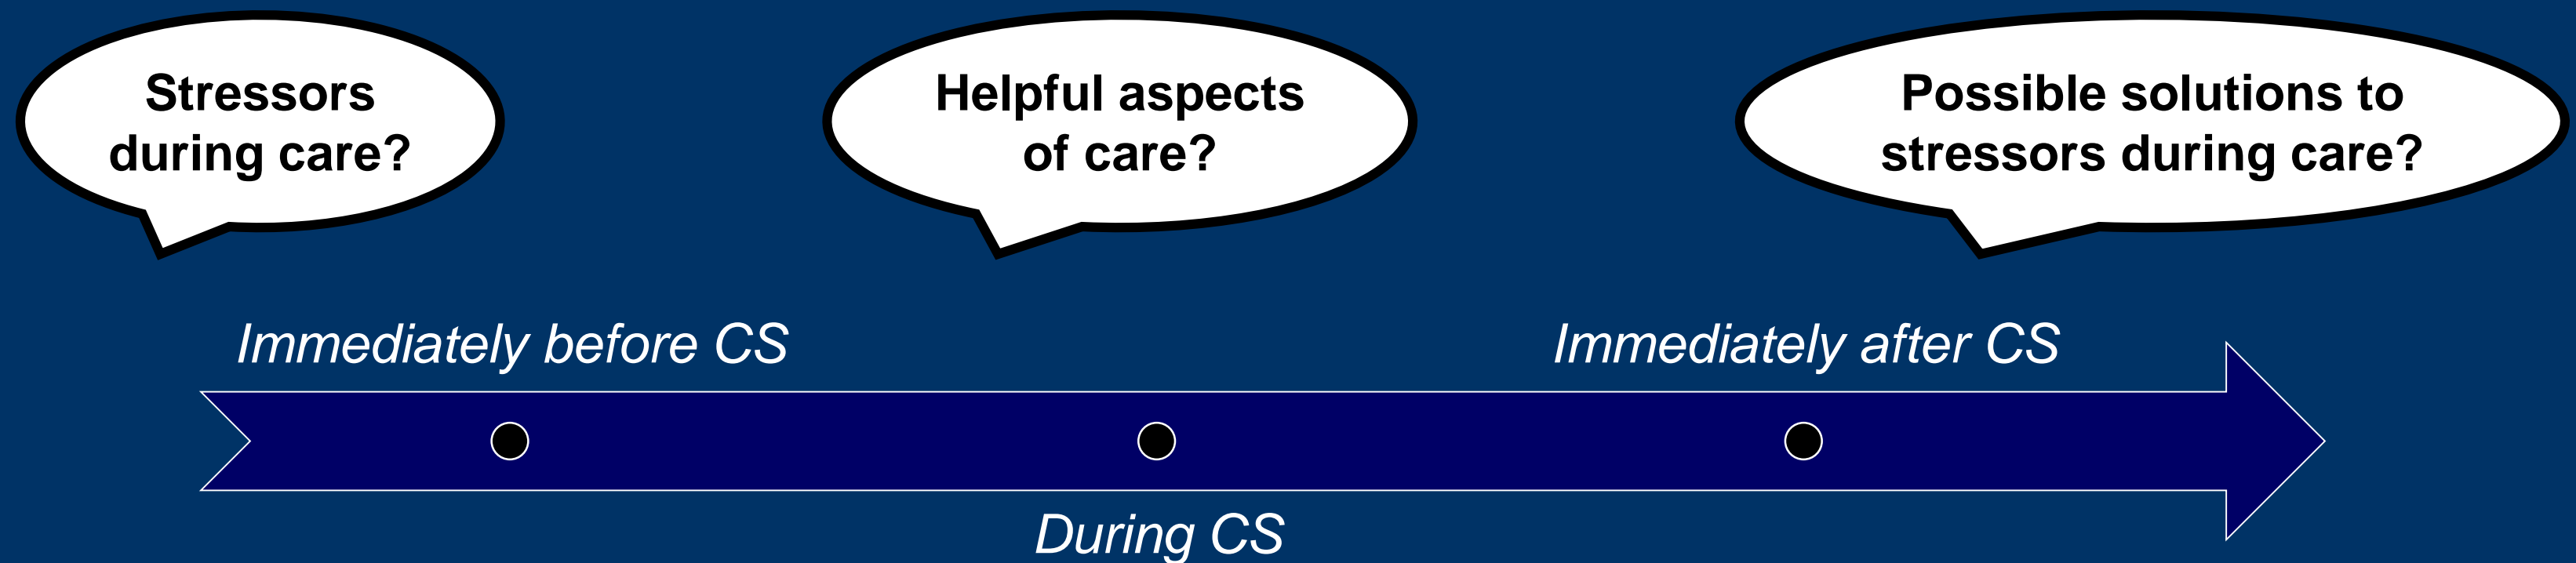 Stressors
during care?
Helpful aspects
of care?
Possible solutions to
stressors during care?
Immediately before CS
Immediately after CS
During CS